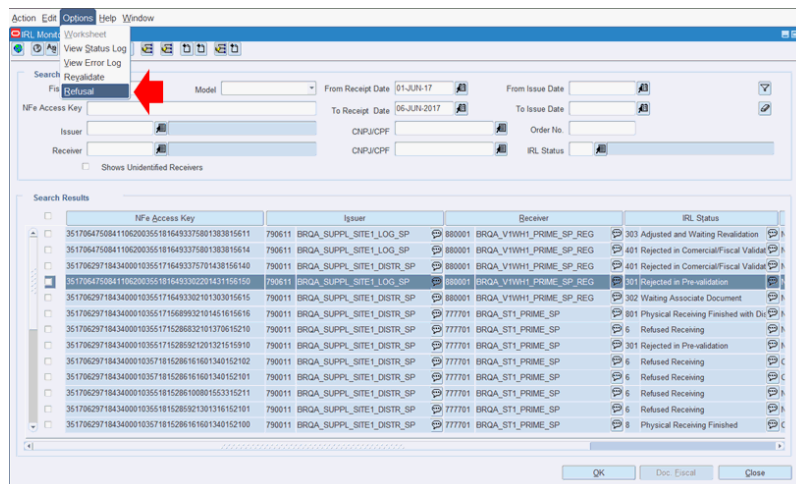 Action Edit Options Help Window
IRL Monito
Worksheet
View Status Log
View Error Log
Revalidate
Refusal
Search
Fis
Model
From Receipt Date 01-JUN-17
From Issue Date
NFe Access Key
To Receipt Date 06-JUN-2017
To Issue Date
Issuer
CNPJ/CPF
Order No.
Receiver
CNPJ/CPF
IRL Status
Shows Unidentified Receivers
Search Results
NFe Access Key Issuer Receiver IRL Status
35170647508411062003551816493375801383815611 790611 BRQA_SUPPL_SITE1_LOG_SP 880001 BRQA_V1WH1_PRIME_SP_REG 303 Adjusted and Waiting Revalidation
35170647508411062003551816493375801383815614 790611 BRQA_SUPPL_SITE1_LOG_SP 880001 BRQA_V1WH1_PRIME_SP_REG 401 Rejected in Comercial/Fiscal Validat
35170629718434000103551716493375701438156140 790011 BRQA_SUPPL_SITE1_DISTR_SP 880001 BRQA_V1WH1_PRIME_SP_REG 401 Rejected in Comercial/Fiscal Validat
35170647508411062003551816493302201431156150 790611 BRQA_SUPPL_SITE1_LOG_SP 880001 BRQA_V1WH1_PRIME_SP_REG 301 Rejected in Pre-validation
35170629718434000103551716493302101303015615 790011 BRQA_SUPPL_SITE1_DISTR_SP 880001 BRQA_V1WH1_PRIME_SP_REG 302 Waiting Associate Document
35170629718434000103551715689932101451615616 790011 BRQA_SUPPL_SITE1_DISTR_SP 777701 BRQA_ST1_PRIME_SP 801 Physical Receiving Finished with Di
35170629718434000103551715286832101370615210 790011 BRQA_SUPPL_SITE1_DISTR_SP 777701 BRQA_ST1_PRIME_SP 6 Refused Receiving
35170629718434000103551715285921201321515910 790011 BRQA_SUPPL_SITE1_DISTR_SP 777701 BRQA_ST1_PRIME_SP 301 Rejected in Pre-validation
35170629718434000103571815286161601340152102 790011 BRQA_SUPPL_SITE1_DISTR_SP 777701 BRQA_ST1_PRIME_SP 6 Refused Receiving
35170629718434000103571815286161601340152101 790011 BRQA_SUPPL_SITE1_DISTR_SP 777701 BRQA_ST1_PRIME_SP 6 Refused Receiving
35170629718434000103551815286100801553315211 790011 BRQA_SUPPL_SITE1_DISTR_SP 777701 BRQA_ST1_PRIME_SP 6 Refused Receiving
35170629718434000103551815285921301316152101 790011 BRQA_SUPPL_SITE1_DISTR_SP 777701 BRQA_ST1_PRIME_SP 6 Refused Receiving
35170629718434000103571815286161601340152100 790011 BRQA_SUPPL_SITE1_DISTR_SP 777701 BRQA_ST1_PRIME_SP 8 Physical Receiving Finished
OK Doc. Fiscal Close